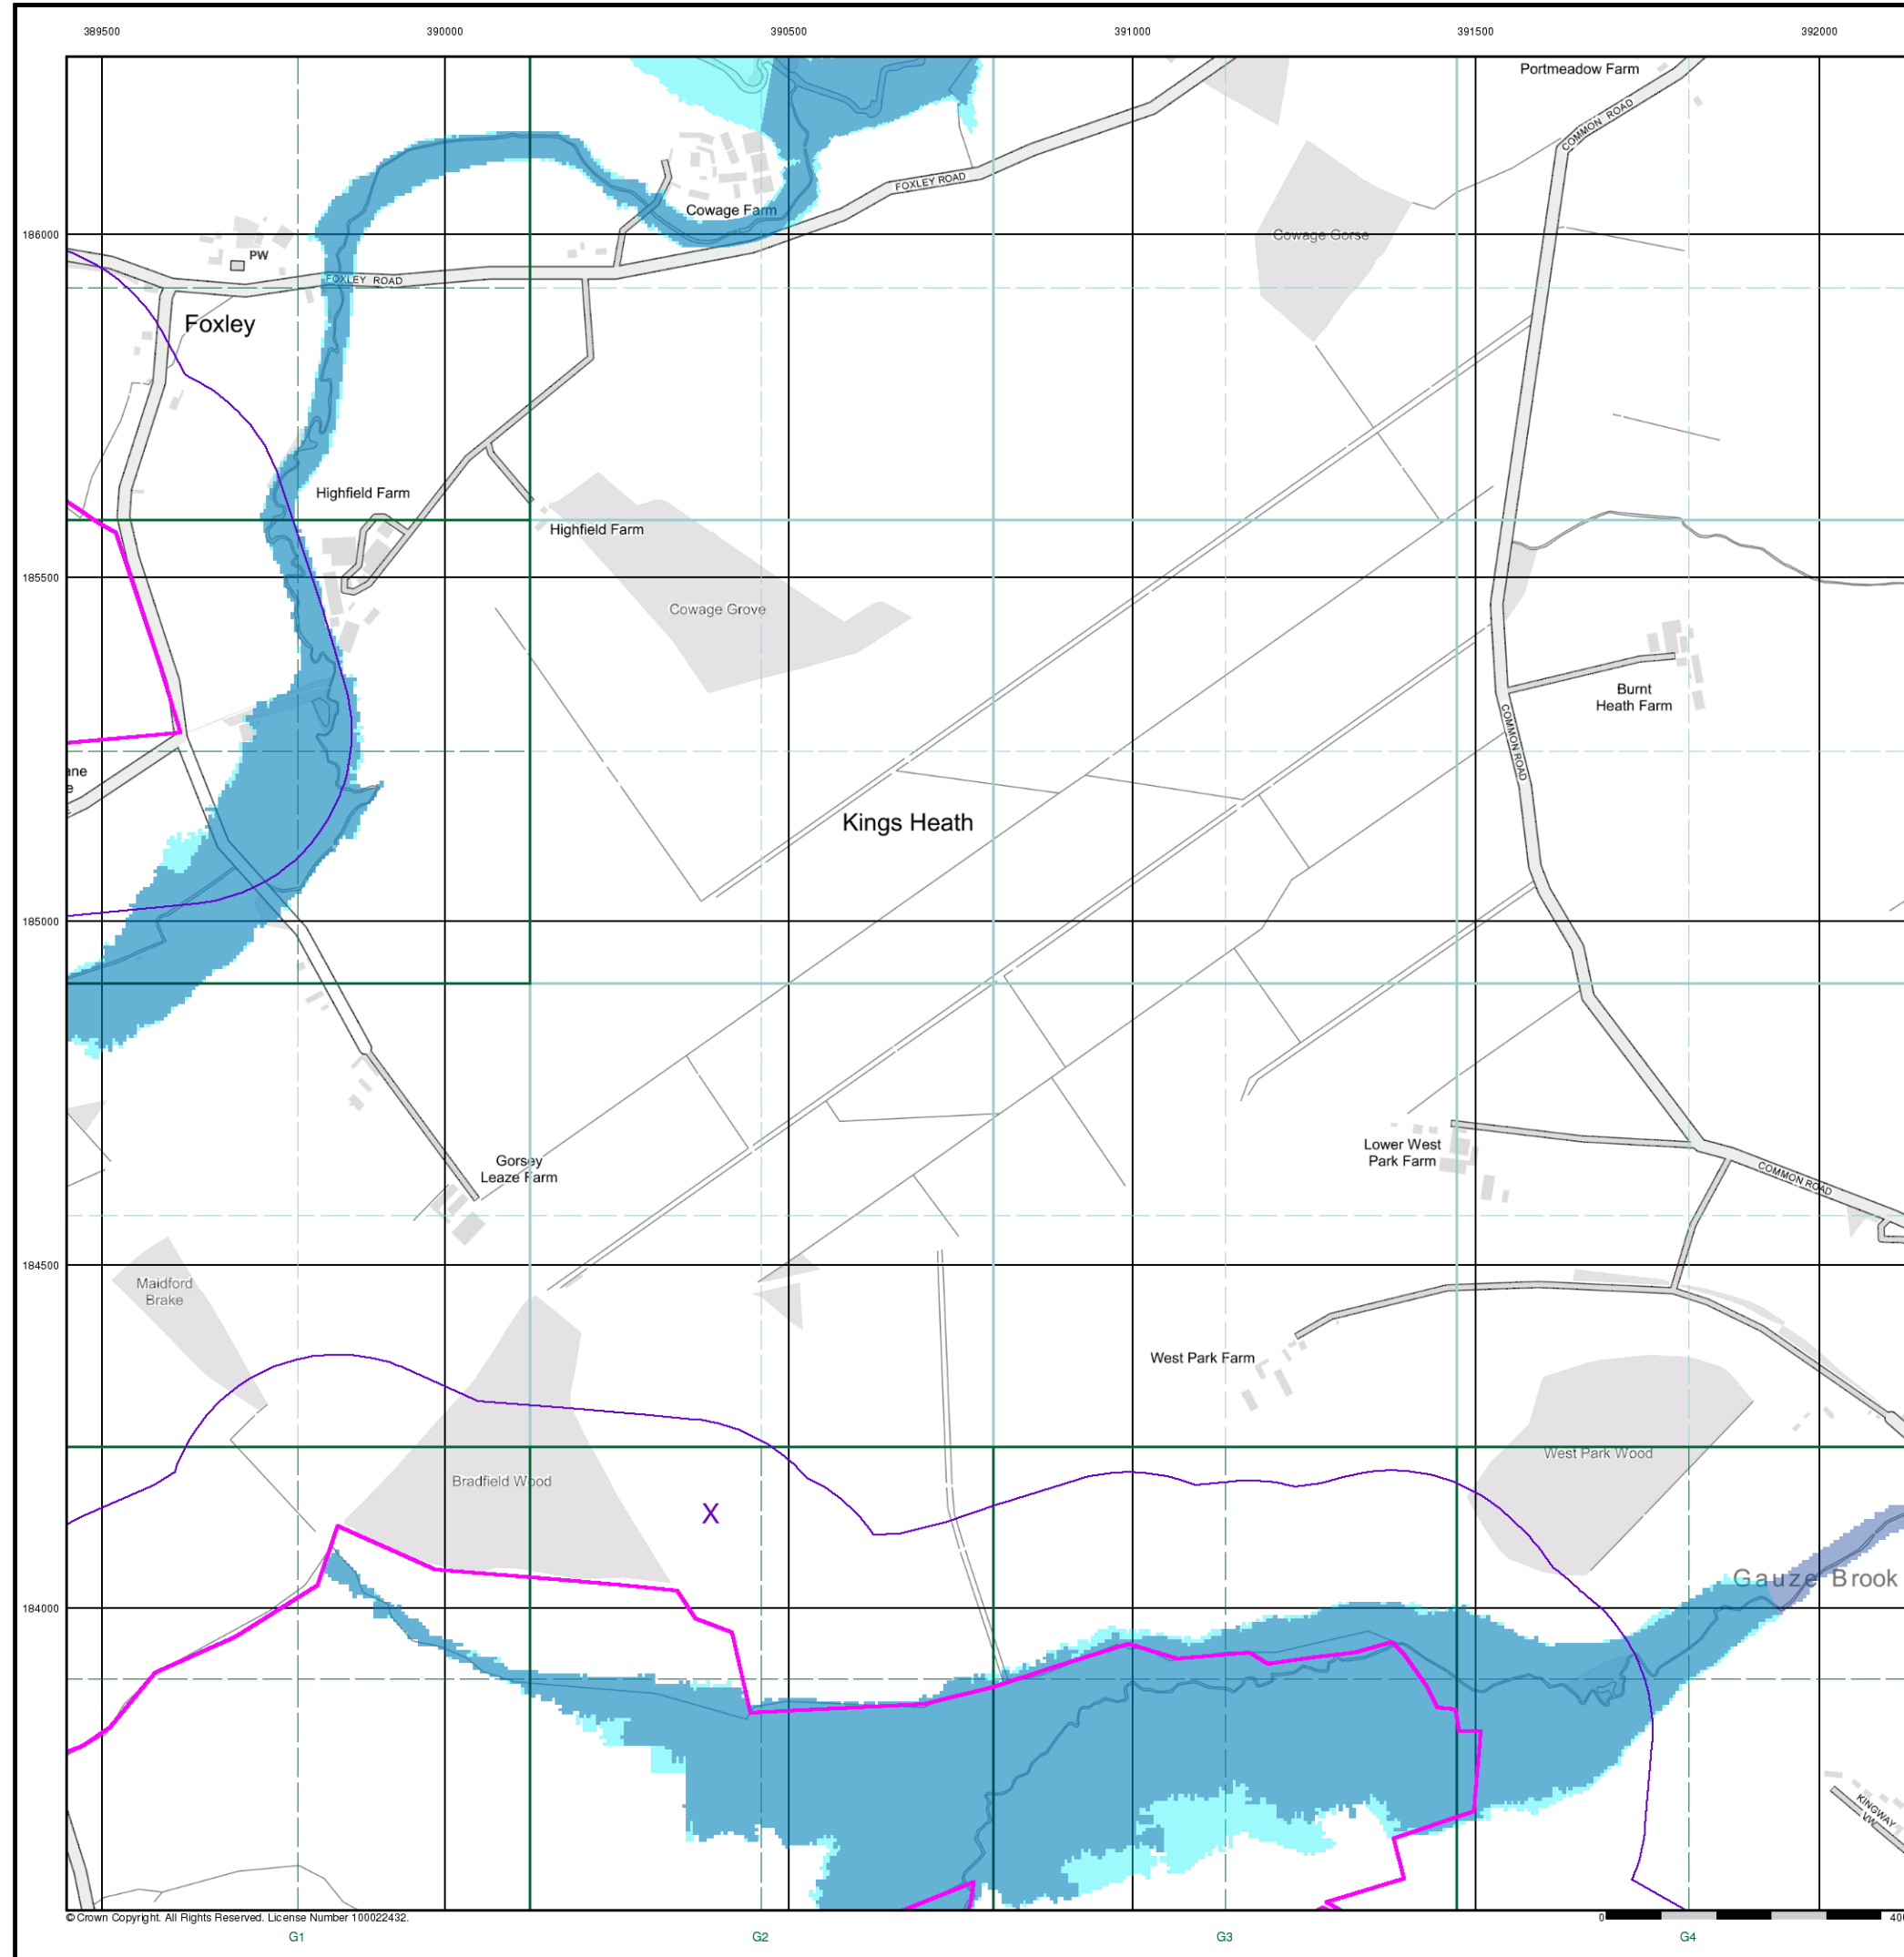 389500 390000 390500 391000 391500 392000
Portmeadow Farm
COMMON ROAD
FOXLEY ROAD
Cowage Farm
186000
Cowage Gorse
PW
FOXLEY ROAD
Foxley
Highfield Farm
Highfield Farm
185500
Cowage Grove
Burnt
Heath Farm
COMMON ROAD
ane
e
Kings Heath
185000
Lower West
Park Farm
Gorsey
Leaze Farm
COMMON ROAD
184500
Maidford
Brake
West Park Farm
West Park Wood
Bradfield Wood
X
Gauze Brook
184000
KINGWAY
VW
© Crown Copyright. All Rights Reserved. License Number 100022432.
0 400
G1 G2 G3 G4